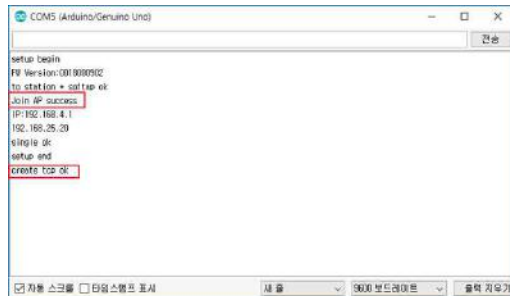 COM5 (Arduino/Genuino Uno)
전송
setup begin
FW Version:0018000902
to station + softap ok
Join AP success
IP:192.168.4.1
192.168.25.20
single ok
setup end
create tcp ok
자동 스크롤 타임스탬프 표시 새 줄 9600 보드레이트 출력 지우기